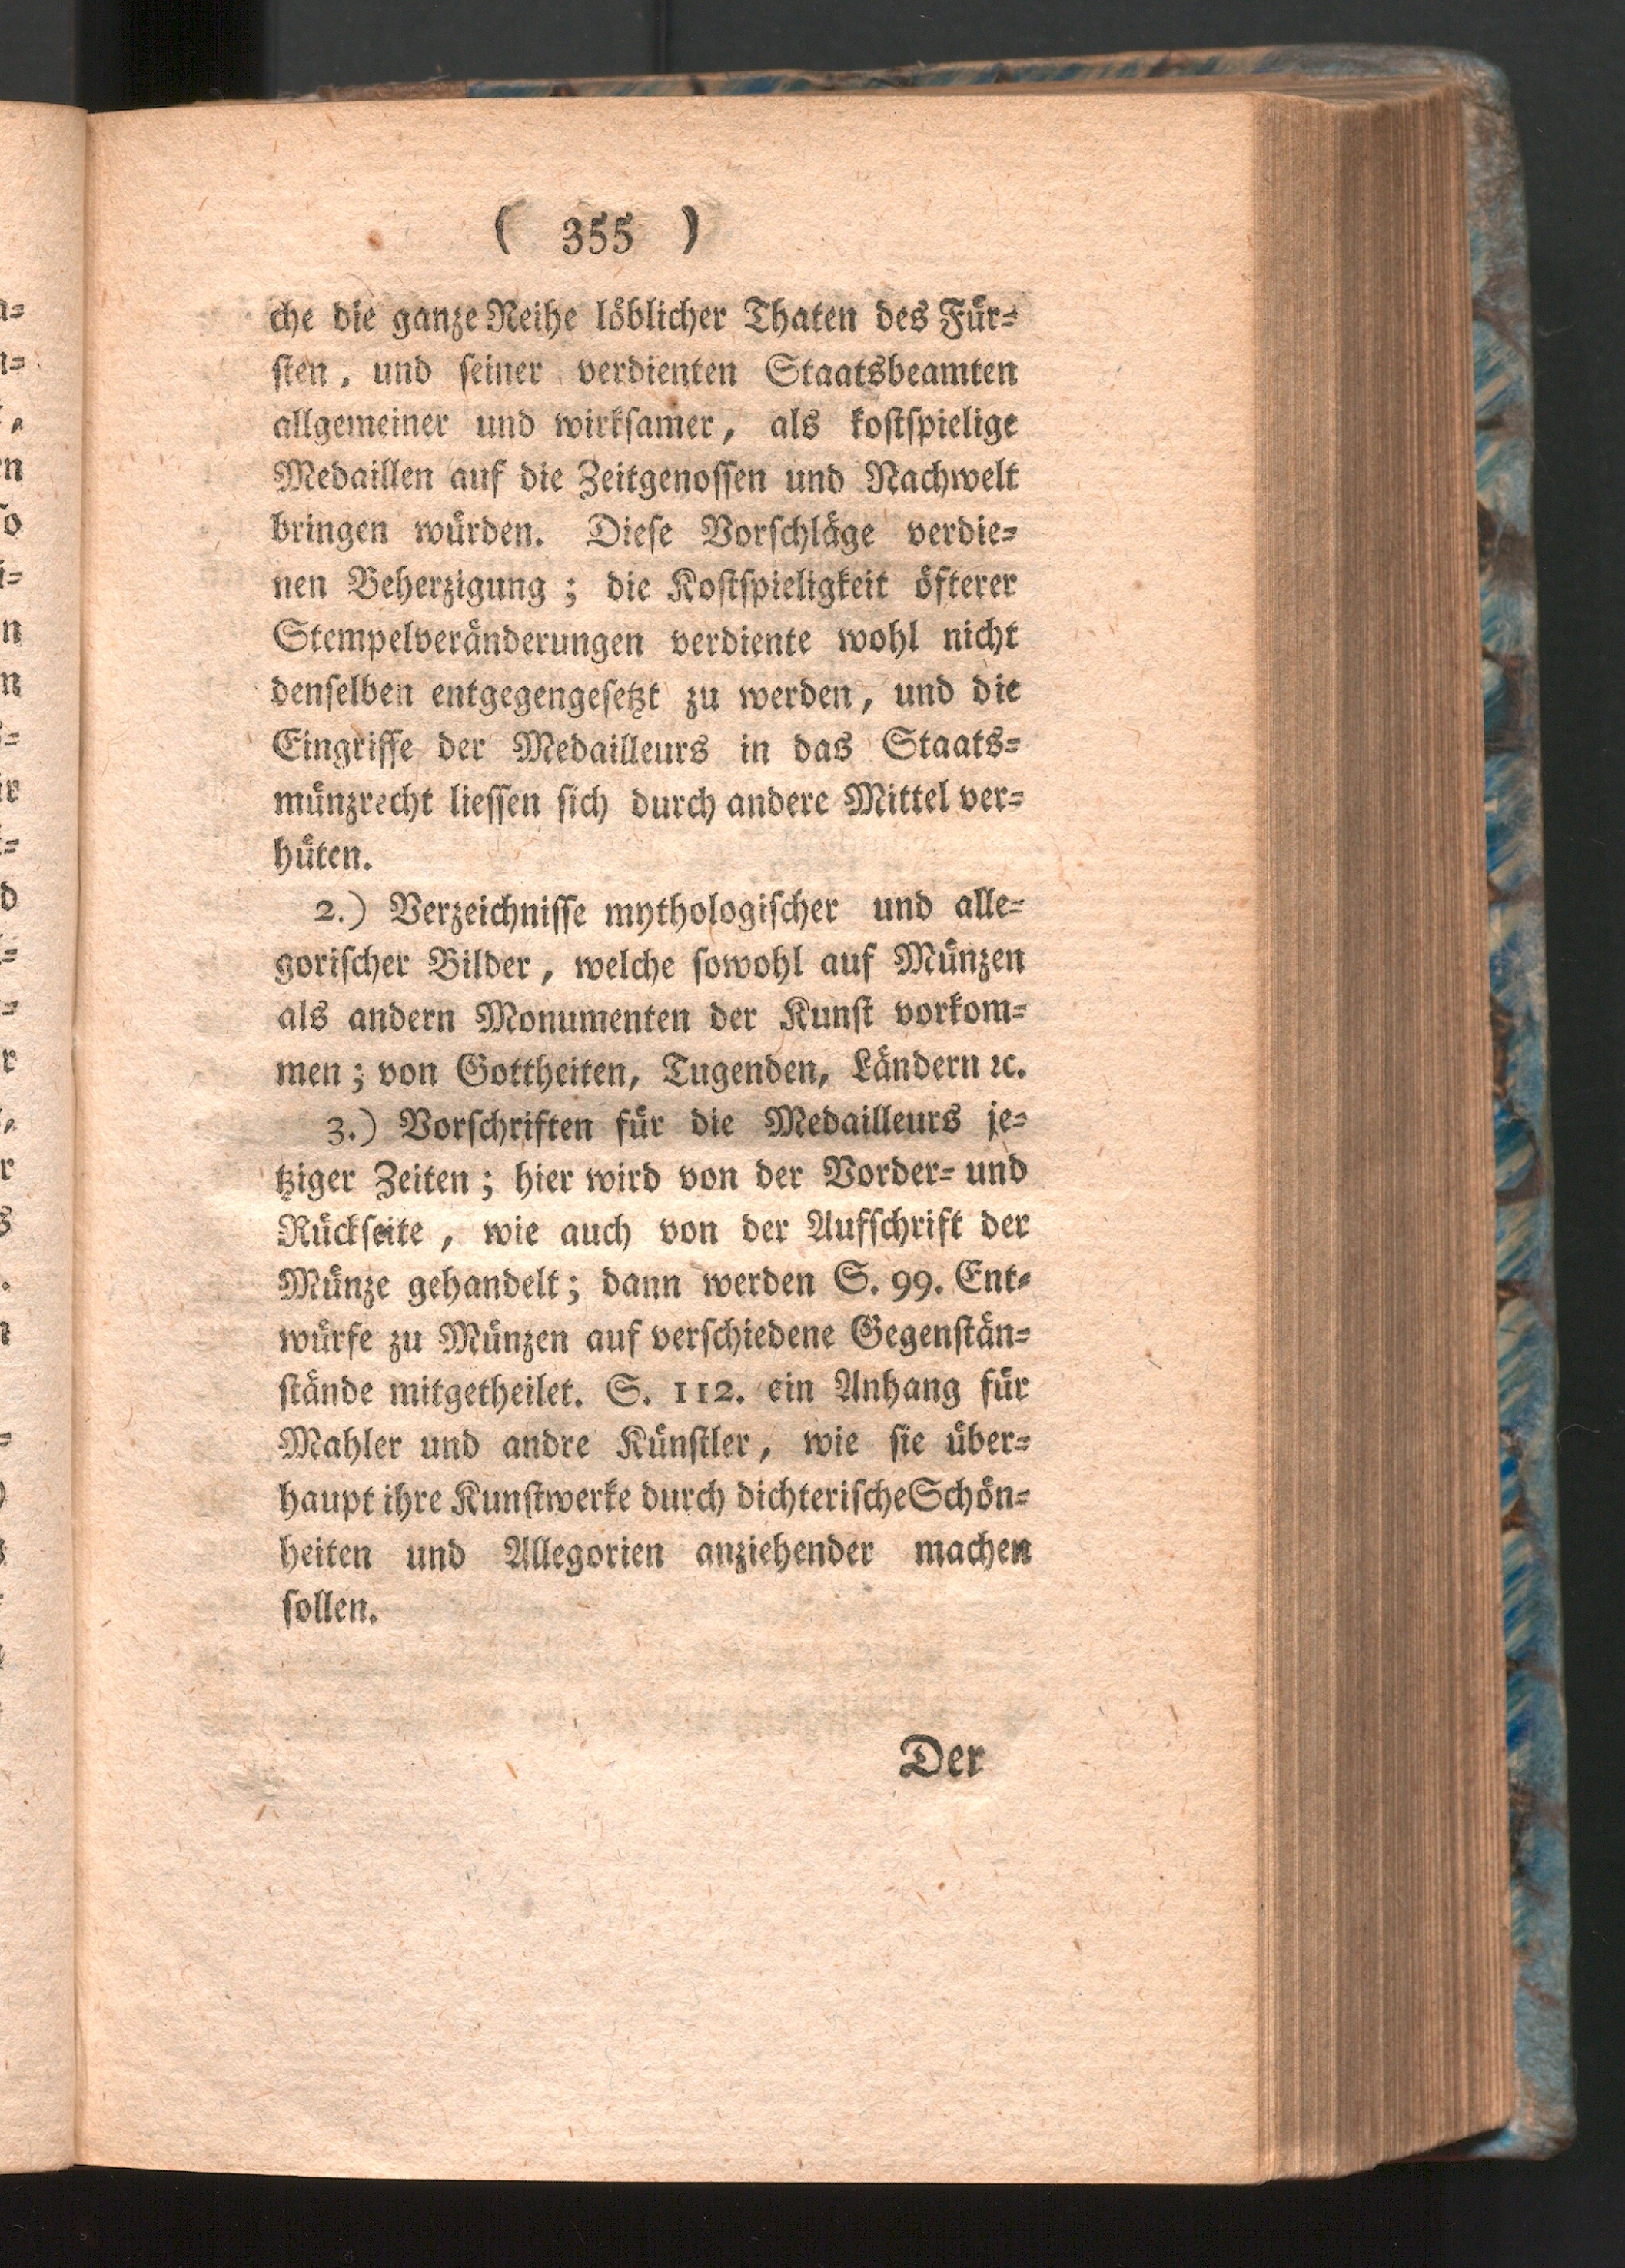 ( 355 )
che die ganze Reihe löblicher Thaten des Für-
sten, und seiner verdienten Staatsbeamten
allgemeiner und wirksamer, als kostspielige
Medaillen auf die Zeitgenossen und Nachwelt
bringen würden. Diese Vorschläge verdie-
nen Beherzigung; die Kostspieligkeit öfterer
Stempelveränderungen verdiente wohl nicht
denselben entgegengesetzt zu werden, und die
Eingriffe der Medailleurs in das Staats-
münzrecht liessen sich durch andere Mittel ver-
hüten.
2.) Verzeichnisse mythologischer und alle-
gorischer Bilder, welche sowohl auf Münzen
als andern Monumenten der Kunst vorkom-
men; von Gottheiten, Tugenden, Ländern ꝛc.
3.) Vorschriften für die Medailleurs je-
tziger Zeiten; hier wird von der Vorder- und
Rückseite, wie auch von der Aufschrift der
Münze gehandelt; dann werden S. 99. Ent-
würfe zu Münzen auf verschiedene Gegenstän-
stände mitgetheilet. S. 112. ein Anhang für
Mahler und andre Künstler, wie sie über-
haupt ihre Kunstwerke durch dichterische Schön-
heiten und Allegorien anziehender machen
sollen.
Der